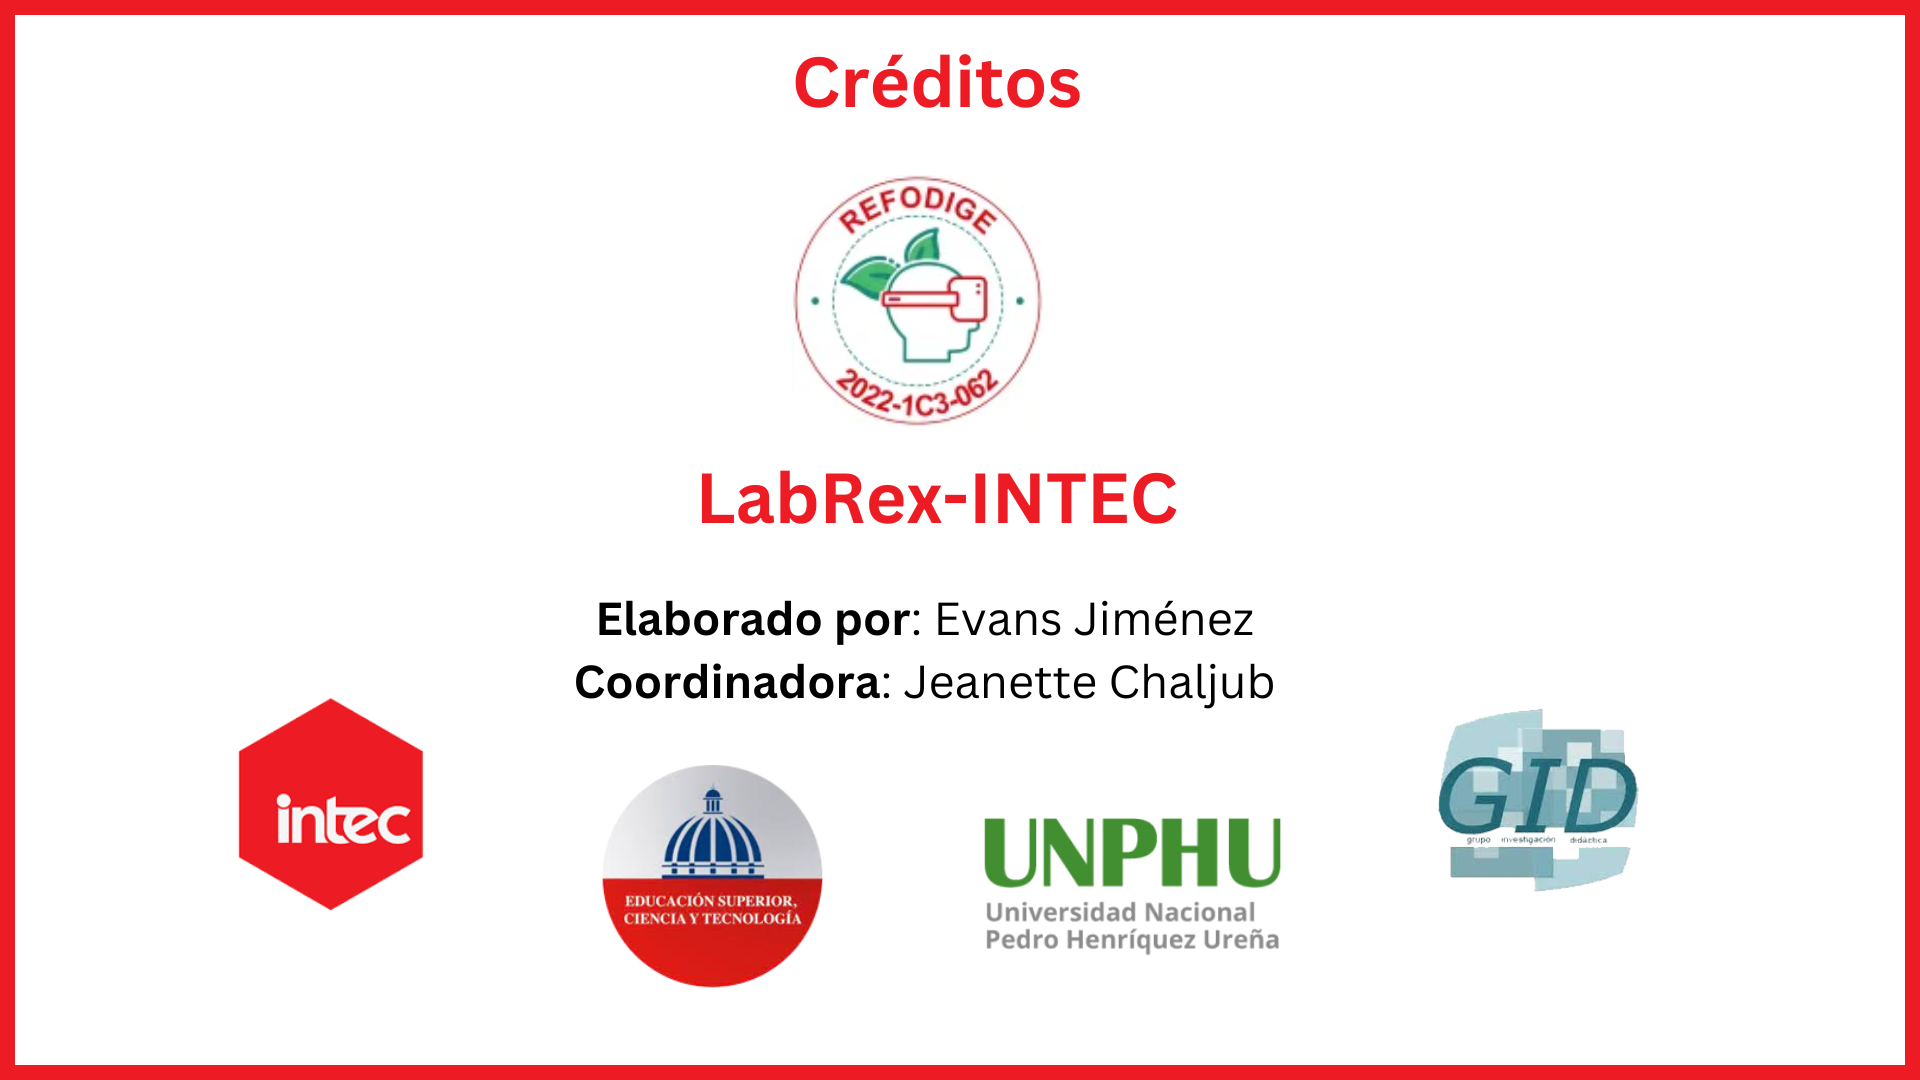 Créditos
REFODIGE
2022-1C3-062
LabRex-INTEC
Elaborado por: Evans Jiménez
Coordinadora: Jeanette Chaljub
intec
EDUCACIÓN SUPERIOR,
CIENCIA Y TECNOLOGÍA
UNPHU
Universidad Nacional
Pedro Henríquez Ureña
GID
grupo investigación didáctica